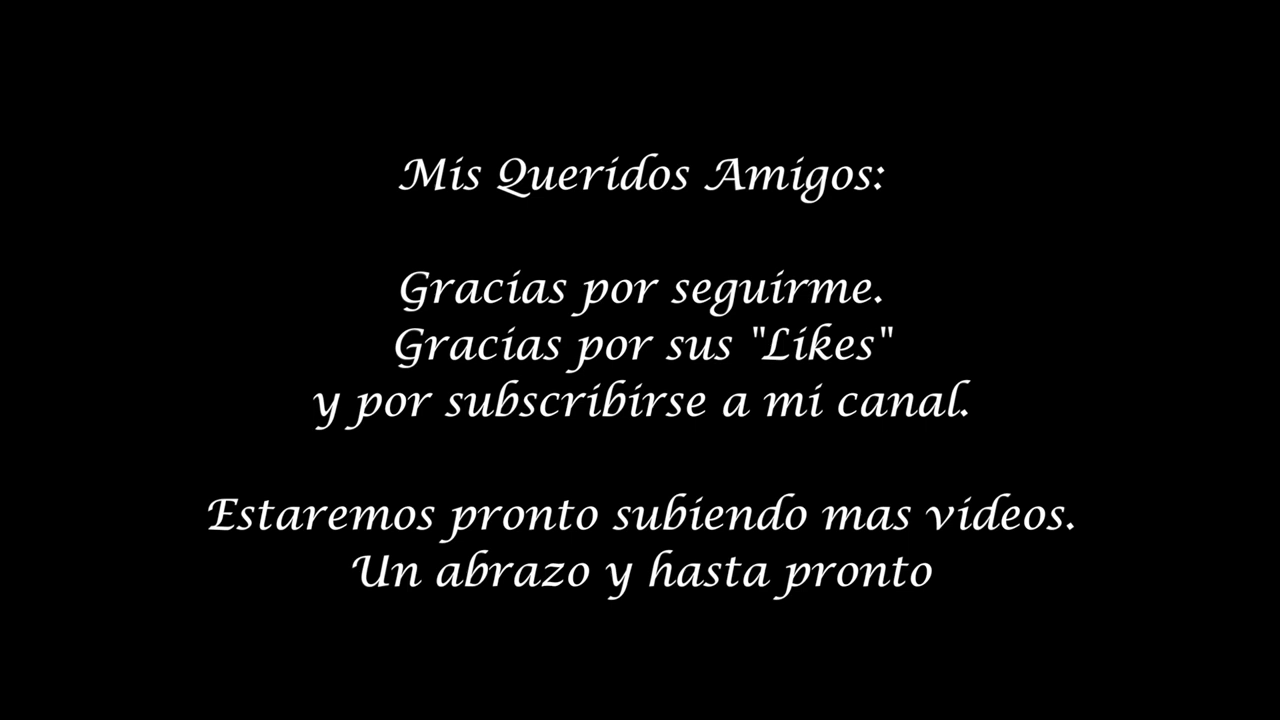 Mis Queridos Amigos:
Gracias por seguirme.
Gracias por sus "Likes"
y por subscribirse a mi canal.
Estaremos pronto subiendo mas videos.
Un abrazo y hasta pronto